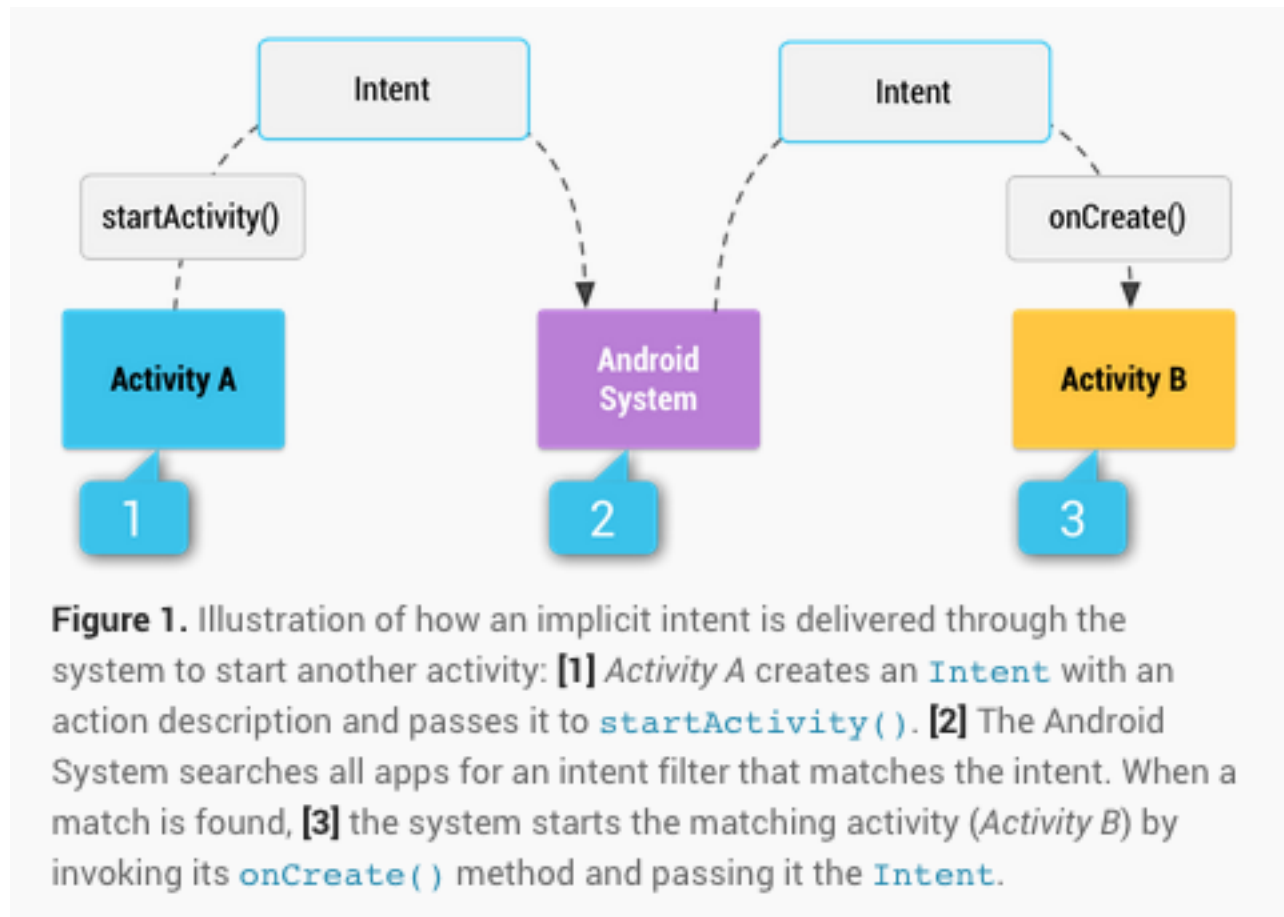 Intent
Intent
startActivity()
onCreate()
Activity A
Android
System
Activity B
1
2
3
Figure 1. Illustration of how an implicit intent is delivered through the
system to start another activity: [1] Activity A creates an Intent with an
action description and passes it to startActivity(). [2] The Android
System searches all apps for an intent filter that matches the intent. When a
match is found, [3] the system starts the matching activity (Activity B) by
invoking its onCreate() method and passing it the Intent.